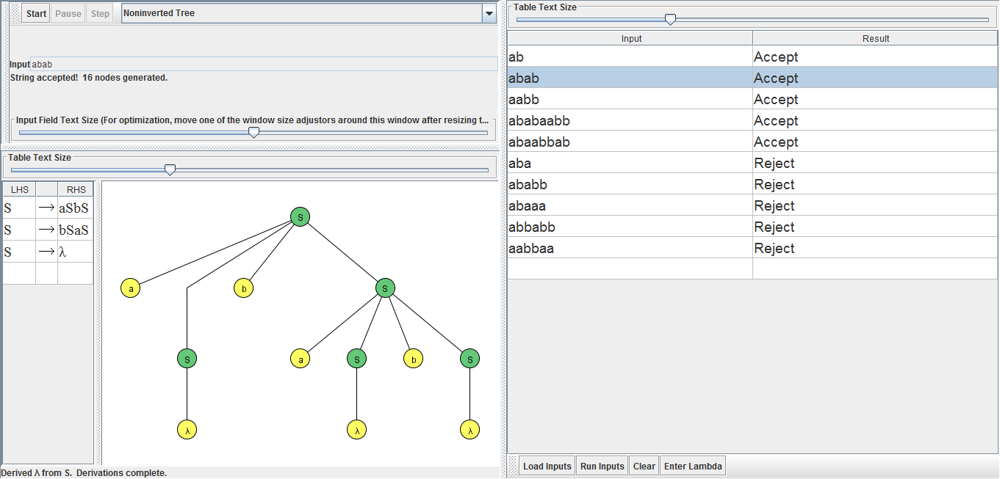 Start Pause Step Noninverted Tree
Input abab
String accepted! 16 nodes generated.
Input Field Text Size (For optimization, move one of the window size adjustors around this window after resizing t...
Table Text Size
LHS RHS
S → aSbS
S → bSaS
S → λ
S
a b S
S a S b S
λ λ λ
Derived λ from S. Derivations complete.
Table Text Size
Input Result
ab Accept
abab Accept
aabb Accept
ababaabb Accept
abaabbab Accept
aba Reject
ababb Reject
abaaa Reject
abbabb Reject
aabbaa Reject
Load Inputs Run Inputs Clear Enter Lambda